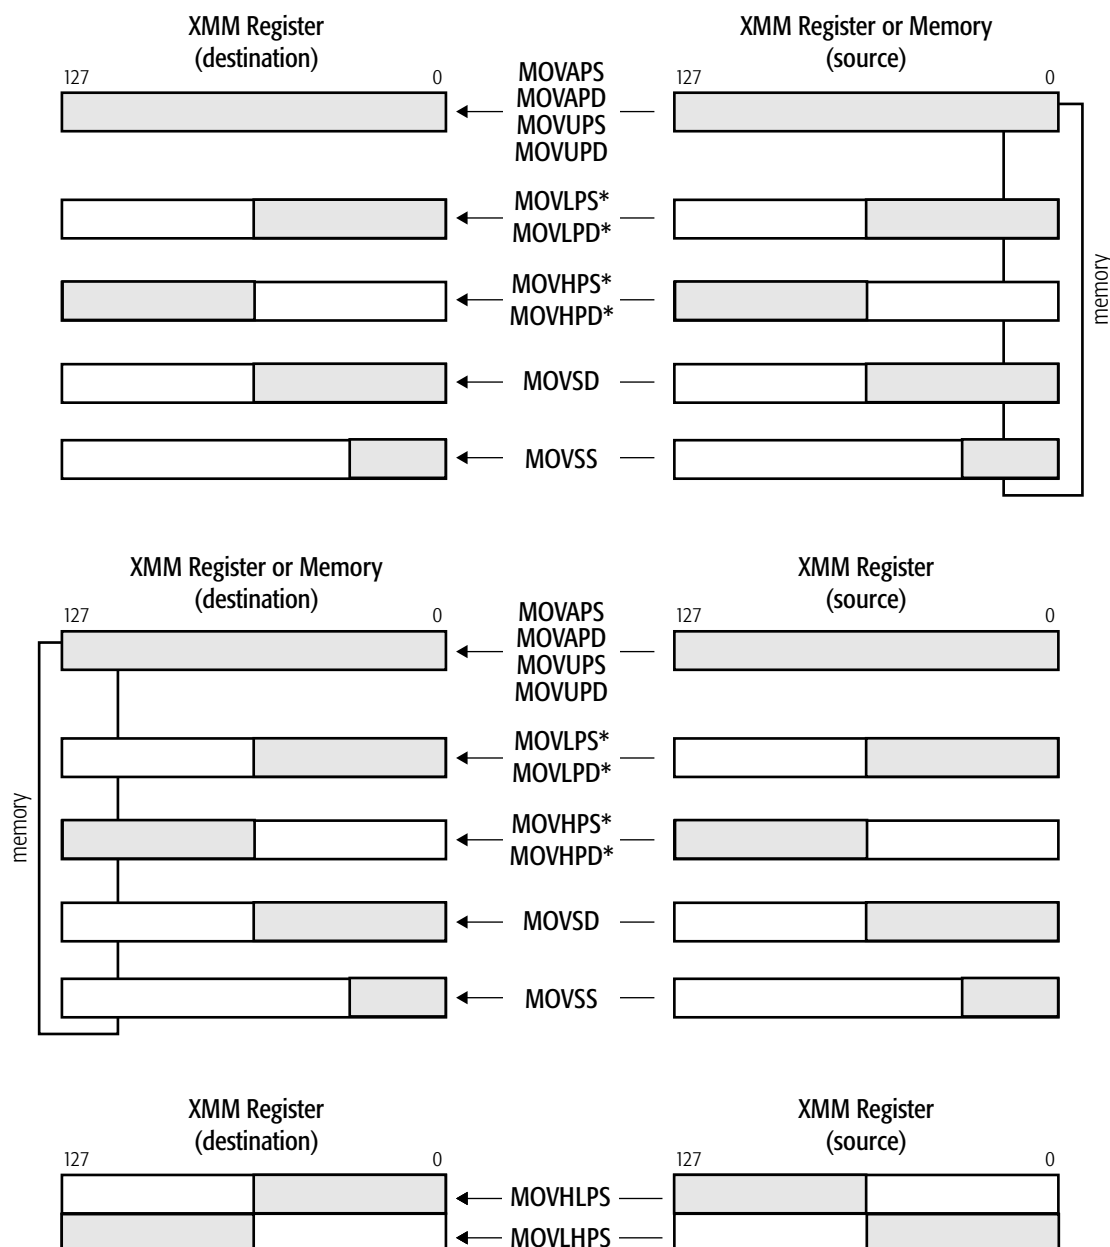 XMM Register
(destination)
XMM Register or Memory
(source)
127 0
127 0
MOVAPS
MOVAPD
MOVUPS
MOVUPD
MOVLPS*
MOVLPD*
MOVHPS*
MOVHPD*
MOVSD
MOVSS
memory
XMM Register or Memory
(destination)
XMM Register
(source)
127 0
127 0
MOVAPS
MOVAPD
MOVUPS
MOVUPD
MOVLPS*
MOVLPD*
MOVHPS*
MOVHPD*
MOVSD
MOVSS
memory
XMM Register
(destination)
XMM Register
(source)
127 0
127 0
MOVHLPS
MOVLHPS